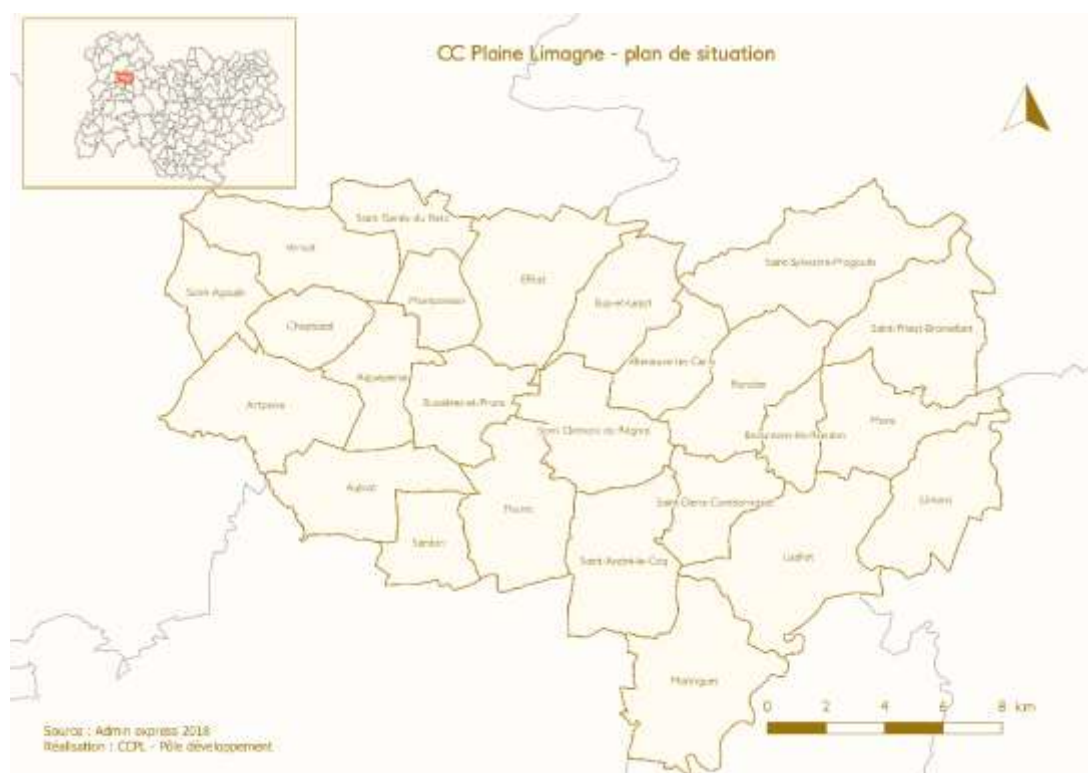 CC Plaine Limagne - plan de situation
Saint-Genès-du-Retz
Vensat
Effiat
Saint-Sylvestre-Pragoulin
Saint-Agoulin
Montpensier
Bas-et-Lezat
Chaptuzat
Saint-Priest-Bramefant
Villeneuve-les-Cerfs
Aigueperse
Randan
Artonne
Bussières-et-Pruns
Mons
Saint-Clément-de-Régnat
Beaumont-lès-Randan
Aubiat
Limons
Saint-Denis-Combarnazat
Thuret
Sardon
Luzillat
Saint-André-le-Coq
Maringues
0 2 4 6 8 km
Source : Admin express 2018
Réalisation : CCPL - Pôle développement